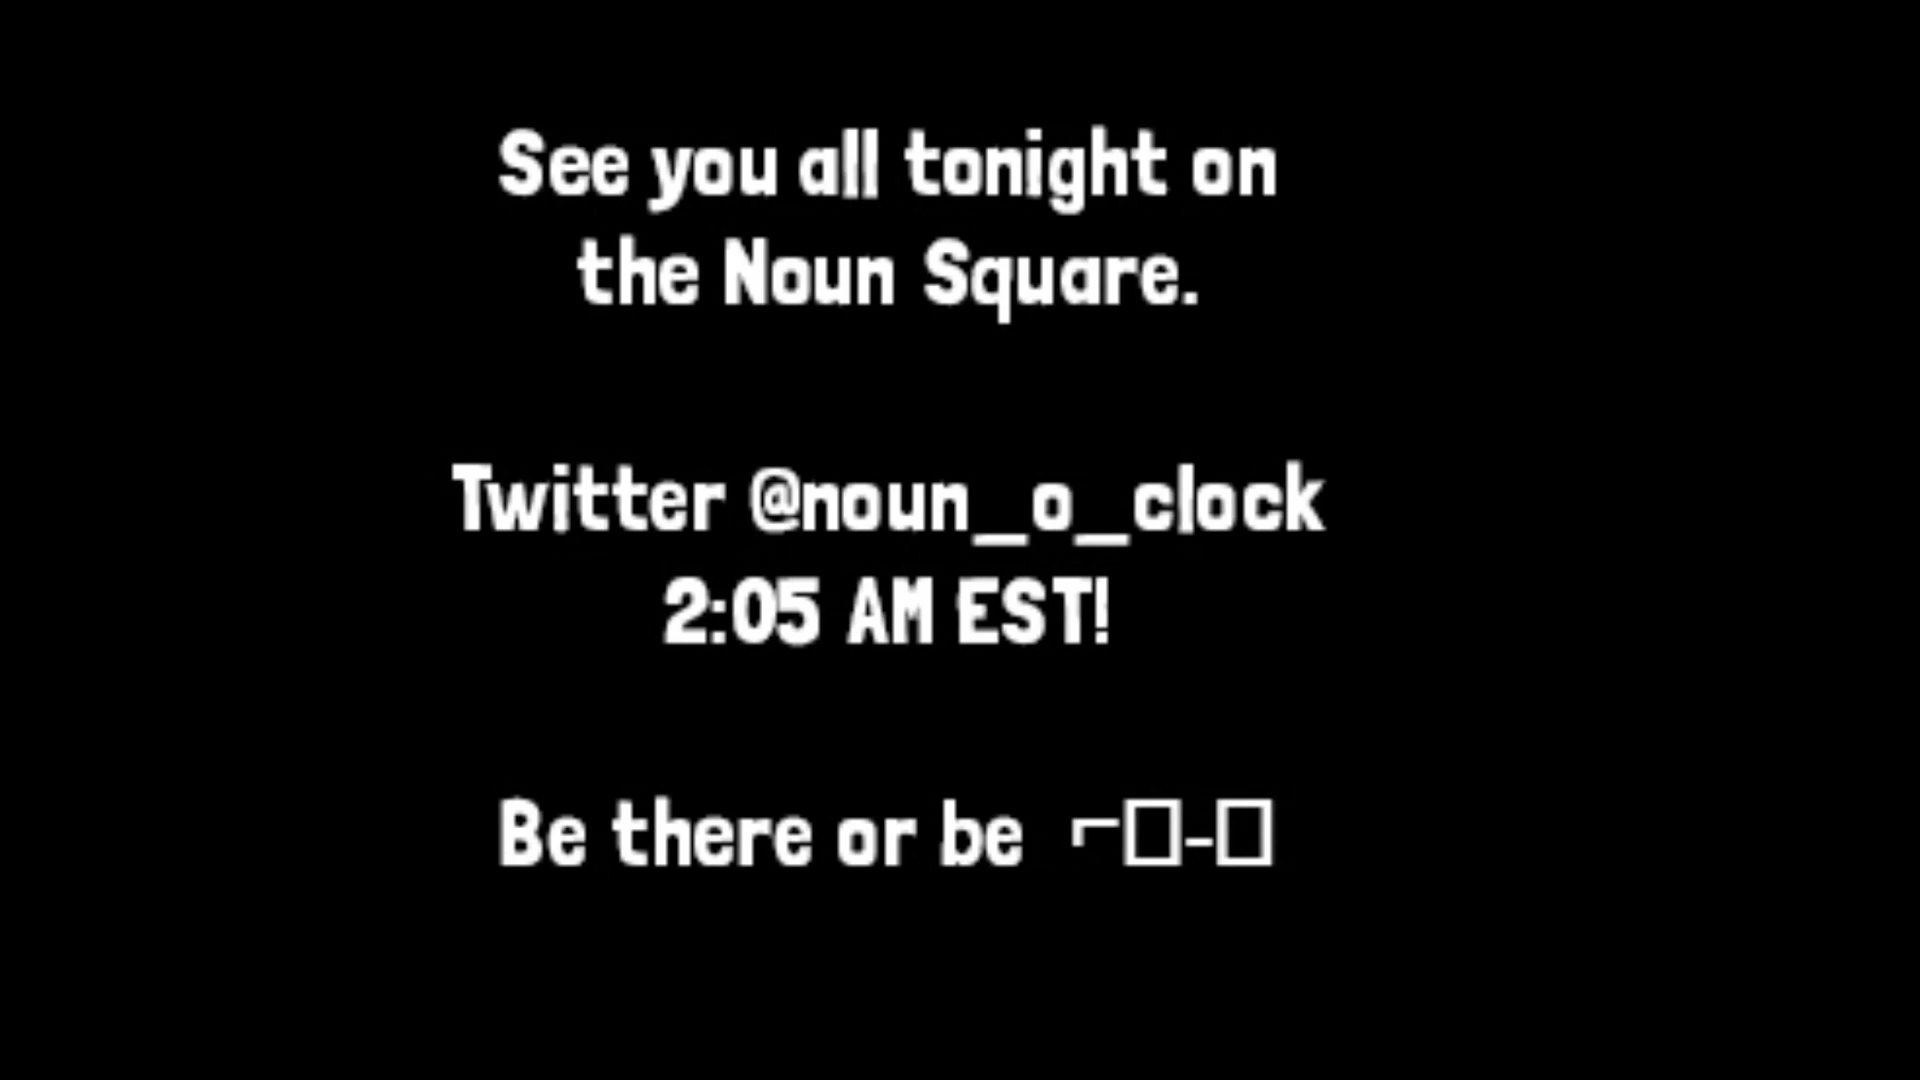 See you all tonight on
the Noun Square.
Twitter @noun_o_clock
2:05 AM EST!
Be there or be ⌐▯-▯